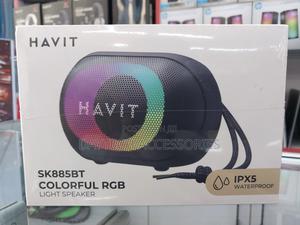 HAVIT
HAVIT
SK885BT
COLORFUL RGB
LIGHT SPEAKER
IPX5
WATERPROOF